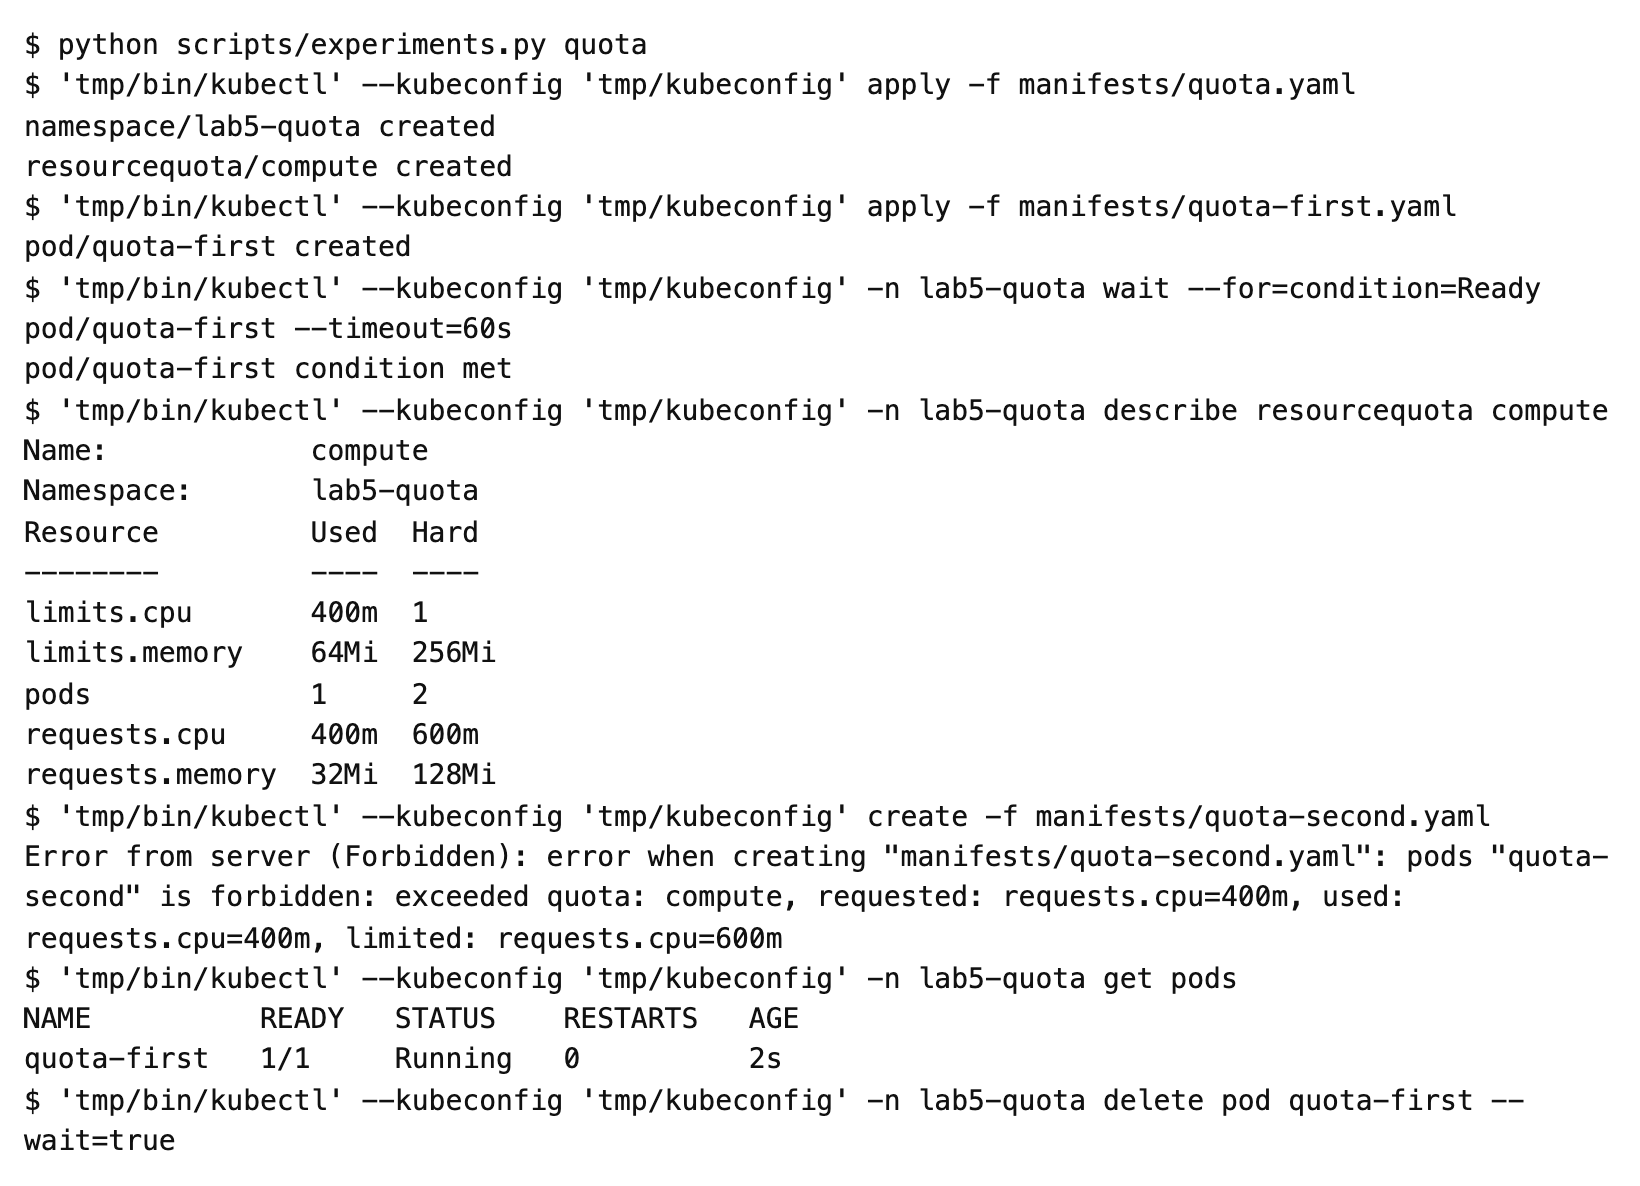 $ python scripts/experiments.py quota
$ 'tmp/bin/kubectl' --kubeconfig 'tmp/kubeconfig' apply -f manifests/quota.yaml
namespace/lab5-quota created
resourcequota/compute created
$ 'tmp/bin/kubectl' --kubeconfig 'tmp/kubeconfig' apply -f manifests/quota-first.yaml
pod/quota-first created
$ 'tmp/bin/kubectl' --kubeconfig 'tmp/kubeconfig' -n lab5-quota wait --for=condition=Ready
pod/quota-first --timeout=60s
pod/quota-first condition met
$ 'tmp/bin/kubectl' --kubeconfig 'tmp/kubeconfig' -n lab5-quota describe resourcequota compute
Name:            compute
Namespace:       lab5-quota
Resource         Used  Hard
--------         ----  ----
limits.cpu       400m  1
limits.memory    64Mi  256Mi
pods             1     2
requests.cpu     400m  600m
requests.memory  32Mi  128Mi
$ 'tmp/bin/kubectl' --kubeconfig 'tmp/kubeconfig' create -f manifests/quota-second.yaml
Error from server (Forbidden): error when creating "manifests/quota-second.yaml": pods "quota-
second" is forbidden: exceeded quota: compute, requested: requests.cpu=400m, used:
requests.cpu=400m, limited: requests.cpu=600m
$ 'tmp/bin/kubectl' --kubeconfig 'tmp/kubeconfig' -n lab5-quota get pods
NAME          READY   STATUS    RESTARTS   AGE
quota-first   1/1     Running   0          2s
$ 'tmp/bin/kubectl' --kubeconfig 'tmp/kubeconfig' -n lab5-quota delete pod quota-first --
wait=true